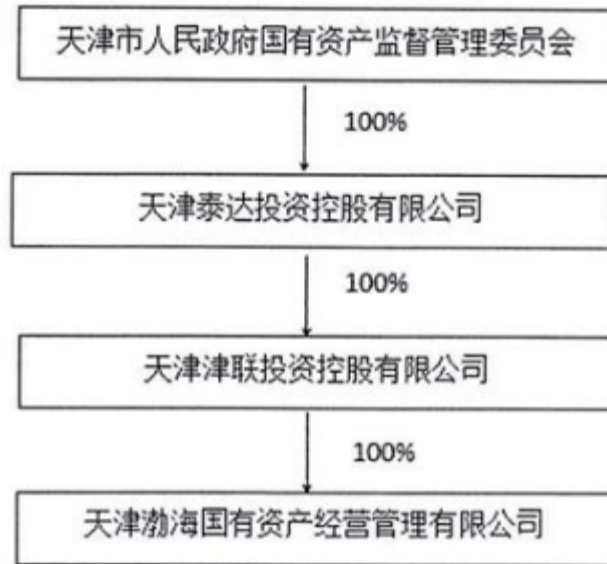 天津市人民政府国有资产监督管理委员会
100%
天津泰达投资控股有限公司
100%
天津津联投资控股有限公司
100%
天津渤海国有资产经营管理有限公司